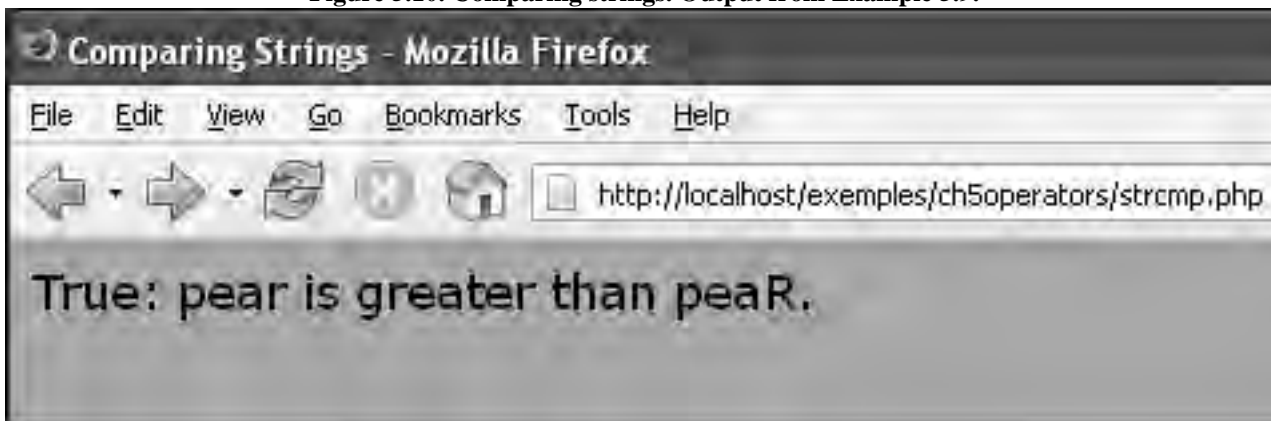 Comparing Strings - Mozilla Firefox
File Edit View Go Bookmarks Tools Help
http://localhost/exemples/ch5operators/strcmp.php
True: pear is greater than peaR.